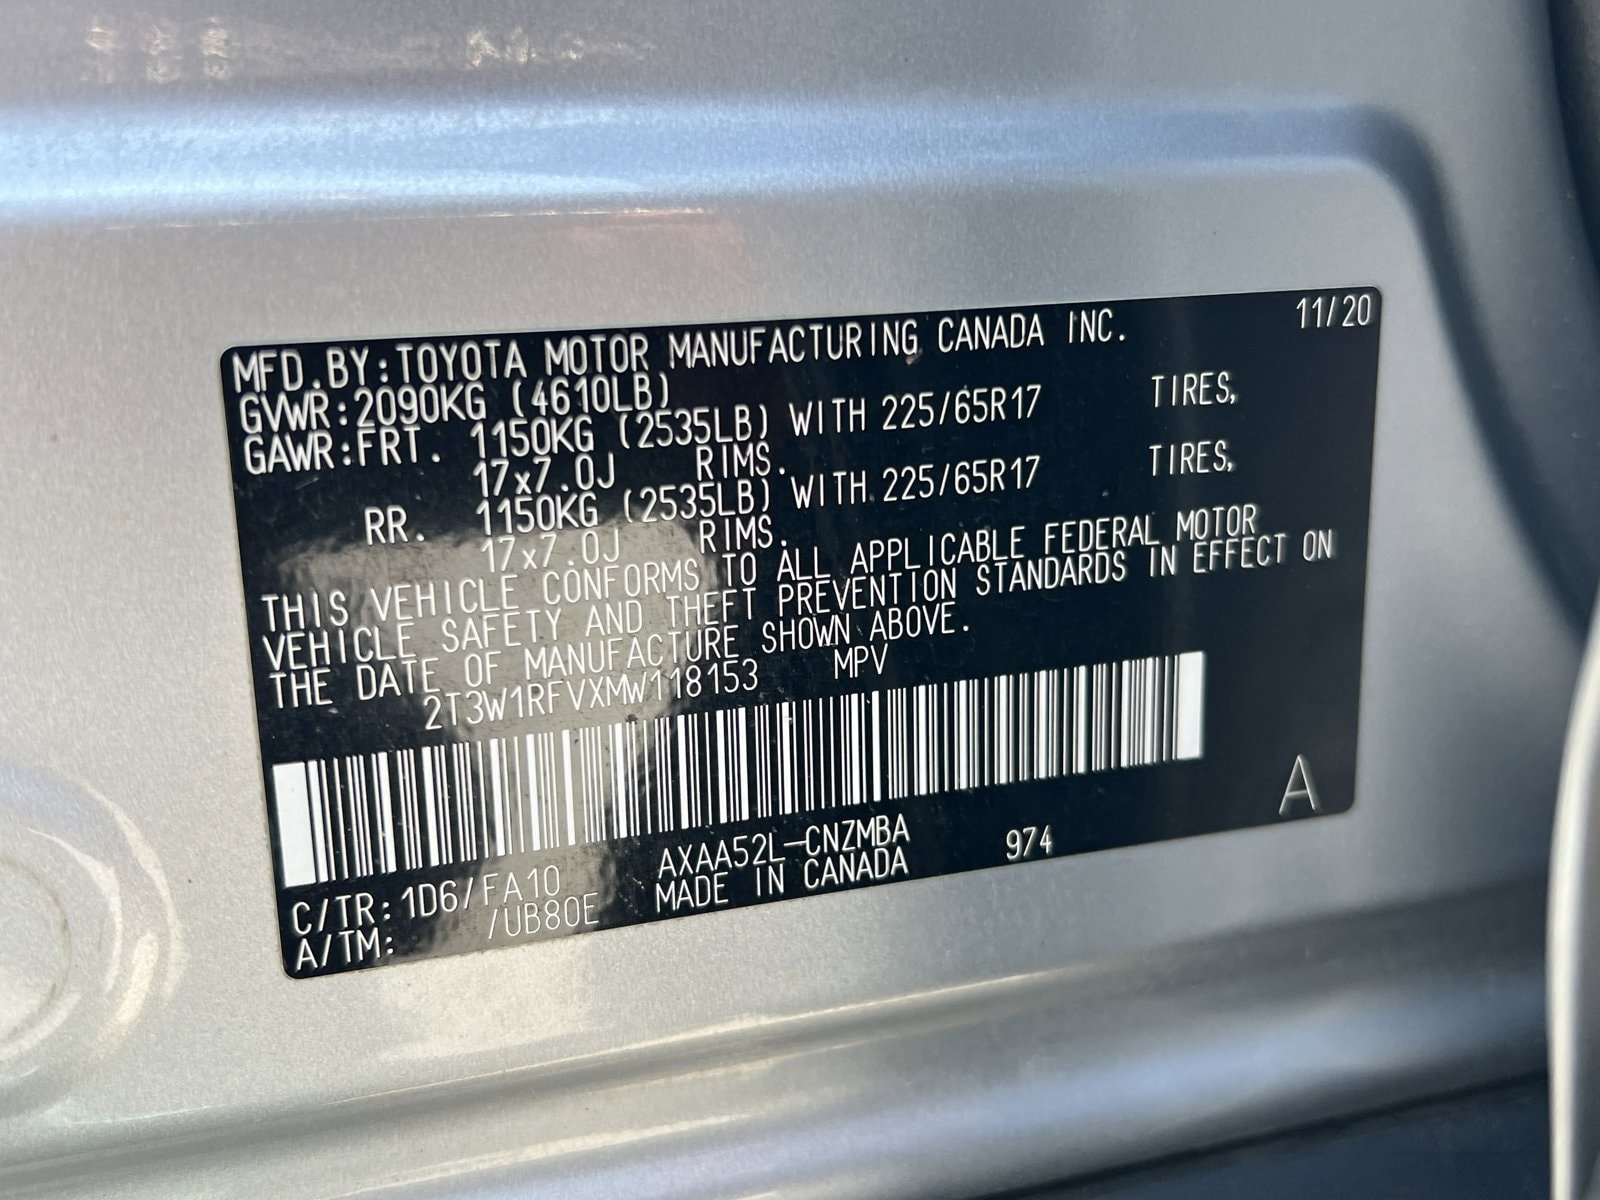 11/20
MFD.BY:TOYOTA MOTOR MANUFACTURING CANADA INC.
GVWR:2090KG (4610LB)
GAWR:FRT. 1150KG (2535LB) WITH 225/65R17 TIRES,
17x7.0J RIMS.
RR. 1150KG (2535LB) WITH 225/65R17 TIRES,
17x7.0J RIMS.
THIS VEHICLE CONFORMS TO ALL APPLICABLE FEDERAL MOTOR
VEHICLE SAFETY AND THEFT PREVENTION STANDARDS IN EFFECT ON
THE DATE OF MANUFACTURE SHOWN ABOVE.
2T3W1RFVXMW118153 MPV
A
C/TR:1D6/FA10 AXAA52L-CNZMBA 974
A/TM: /UB80E MADE IN CANADA